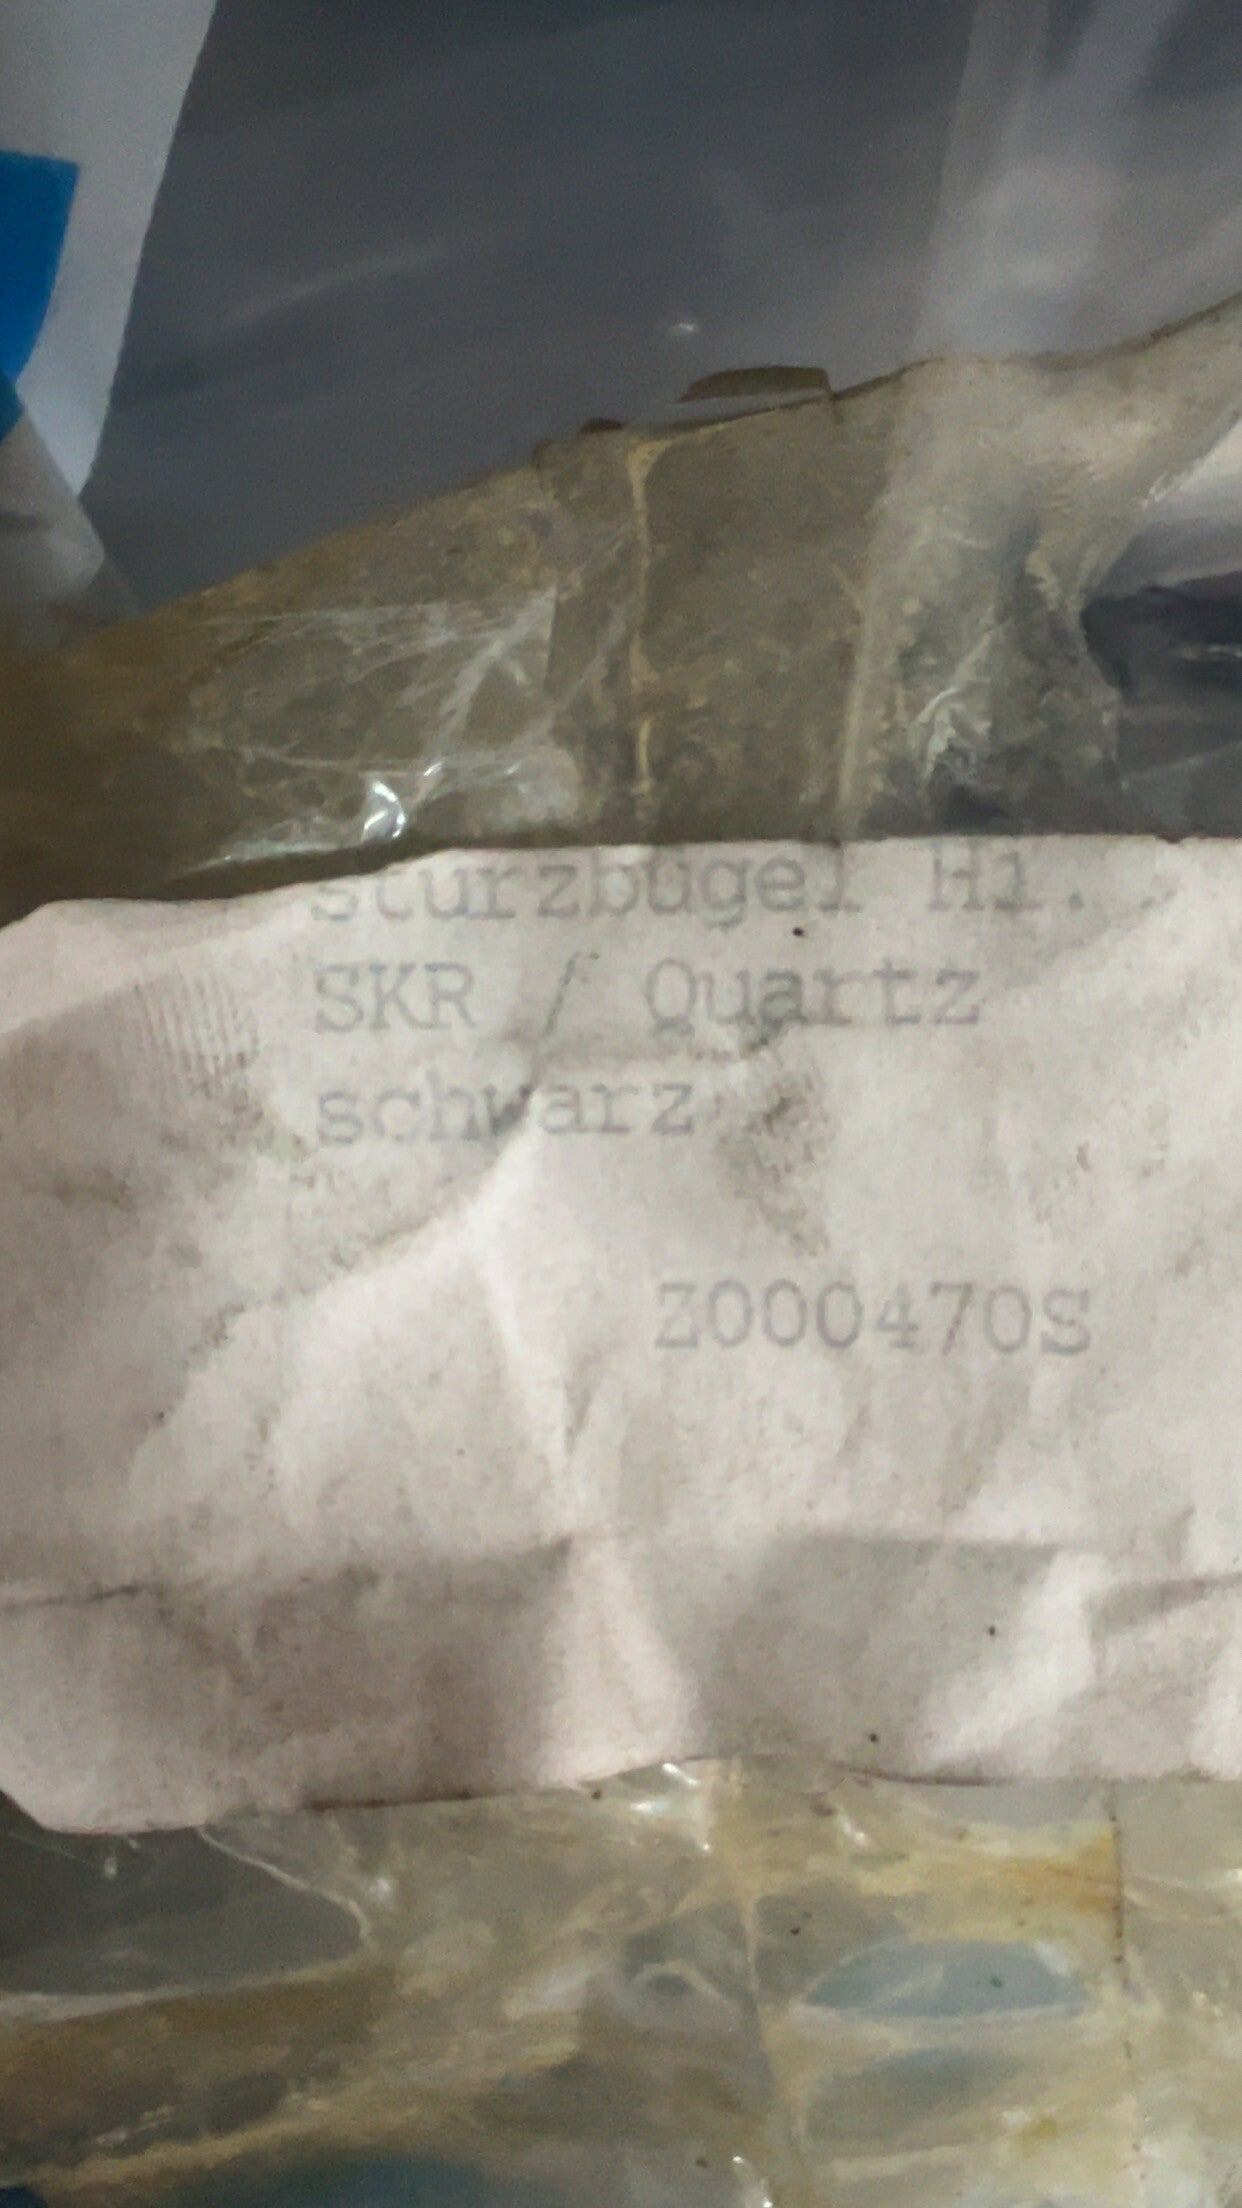 Sturzbügel Hi.
SKR / Quartz
schwarz
Z000470S